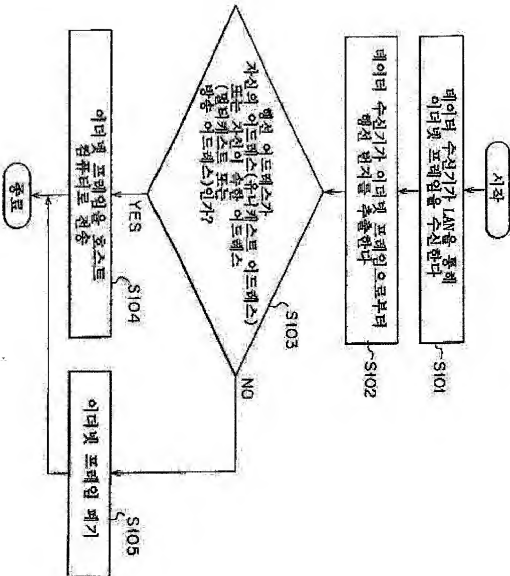 시작
데이터 수신기가 LAN을 통해
이더넷 프레임을 수신한다
S101
데이터 수신기가 이더넷 프레임으로부터
행선 번지를 추출한다
S102
행선 어드레스가
자신의 어드레스(유니캐스트 어드레스)
또는 자신이 속한 어드레스
(멀티캐스트 또는
방송 어드레스)인가?
S103
YES
NO
이더넷 프레임을 호스트
컴퓨터로 전송
S104
이더넷 프레임 폐기
S105
종료